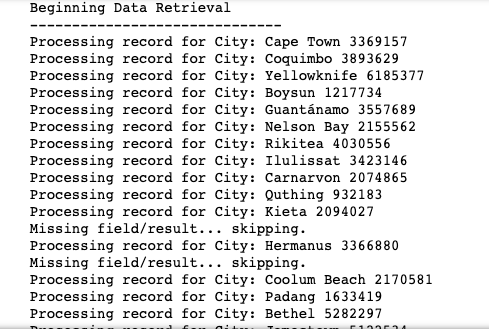 Beginning Data Retrieval
------------------------------
Processing record for City: Cape Town 3369157
Processing record for City: Coquimbo 3893629
Processing record for City: Yellowknife 6185377
Processing record for City: Boysun 1217734
Processing record for City: Guantánamo 3557689
Processing record for City: Nelson Bay 2155562
Processing record for City: Rikitea 4030556
Processing record for City: Ilulissat 3423146
Processing record for City: Carnarvon 2074865
Processing record for City: Quthing 932183
Processing record for City: Kieta 2094027
Missing field/result... skipping.
Processing record for City: Hermanus 3366880
Missing field/result... skipping.
Processing record for City: Coolum Beach 2170581
Processing record for City: Padang 1633419
Processing record for City: Bethel 5282297
Processing record for City: Jamestown